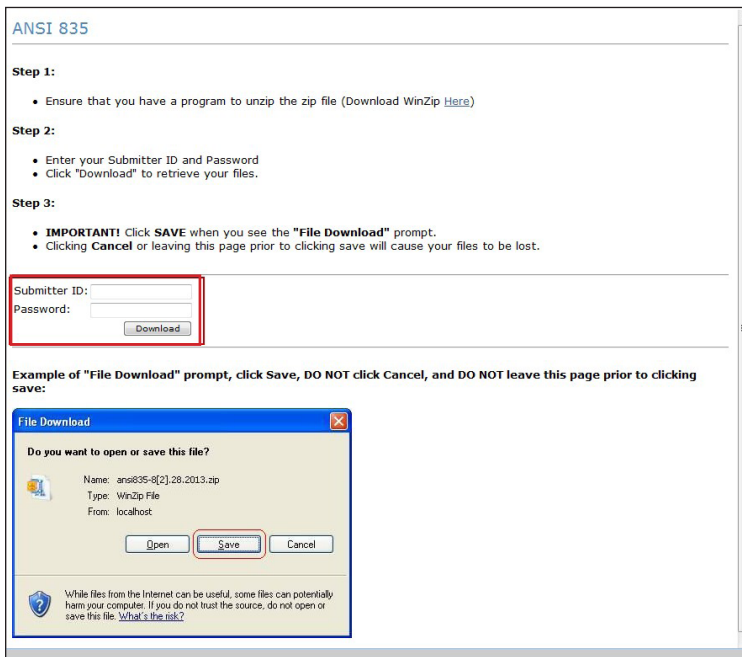 ANSI 835
Step 1:
• Ensure that you have a program to unzip the zip file (Download WinZip Here)
Step 2:
• Enter your Submitter ID and Password
• Click "Download" to retrieve your files.
Step 3:
• IMPORTANT! Click SAVE when you see the "File Download" prompt.
• Clicking Cancel or leaving this page prior to clicking save will cause your files to be lost.
Submitter ID:
Password:
Download
Example of "File Download" prompt, click Save, DO NOT click Cancel, and DO NOT leave this page prior to clicking
save:
File Download
Do you want to open or save this file?
Name: ansi835-8[2].28.2013.zip
Type: WinZip File
From: localhost
Open Save Cancel
While files from the Internet can be useful, some files can potentially
harm your computer. If you do not trust the source, do not open or
save this file. What's the risk?